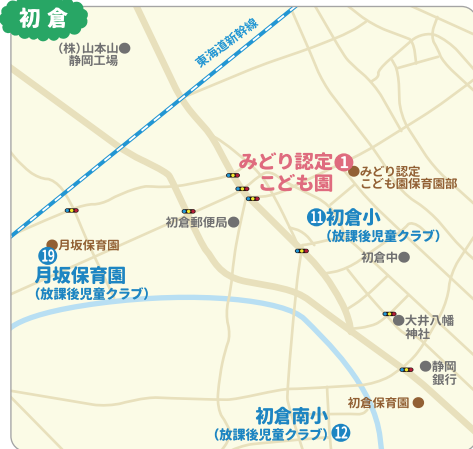 初倉
(株)山本山
静岡工場
東海道新幹線
みどり認定
こども園
1
みどり認定
こども園保育園部
初倉郵便局
11初倉小
(放課後児童クラブ)
初倉中
月坂保育園
19
月坂保育園
(放課後児童クラブ)
大井八幡
神社
静岡
銀行
初倉保育園
初倉南小
(放課後児童クラブ)12